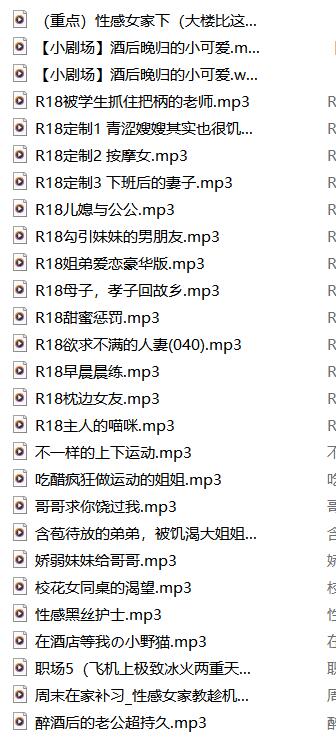 （重点）性感女家下（大楼比这...
【小剧场】酒后晚归的小可爱.m...
【小剧场】酒后晚归的小可爱.w...
R18被学生抓住把柄的老师.mp3
R18定制1 青涩嫂嫂其实也很饥...
R18定制2 按摩女.mp3
R18定制3 下班后的妻子.mp3
R18儿媳与公公.mp3
R18勾引妹妹的男朋友.mp3
R18姐弟爱恋豪华版.mp3
R18母子，孝子回故乡.mp3
R18甜蜜惩罚.mp3
R18欲求不满的人妻(040).mp3
R18早晨晨练.mp3
R18枕边女友.mp3
R18主人的喵咪.mp3
不一样的上下运动.mp3
吃醋疯狂做运动的姐姐.mp3
哥哥求你饶过我.mp3
含苞待放的弟弟，被饥渴大姐姐...
娇弱妹妹给哥哥.mp3
校花女同桌的渴望.mp3
性感黑丝护士.mp3
在酒店等我の小野猫.mp3
职场5（飞机上极致冰火两重天...
周末在家补习_性感女家教趁机...
醉酒后的老公超持久.mp3